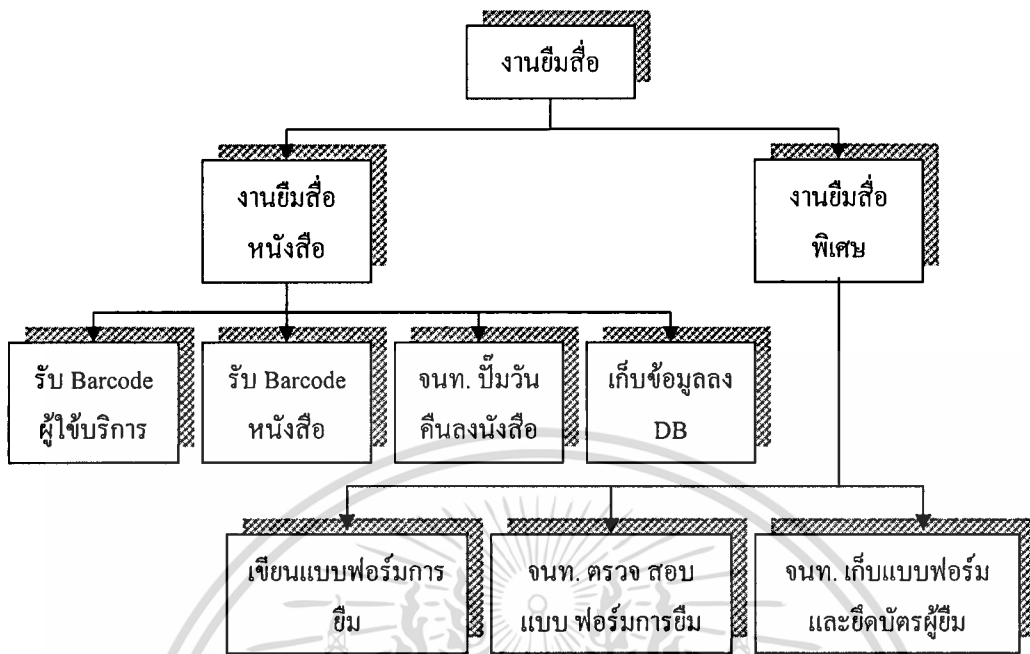 งานยืมสื่อ
งานยืมสื่อ
หนังสือ
งานยืมสื่อ
พิเศษ
รับ Barcode
ผู้ใช้บริการ
รับ Barcode
หนังสือ
จนท. ปั๊มวัน
คืนลงนังสือ
เก็บข้อมูลลง
DB
เขียนแบบฟอร์มการ
ยืม
จนท. ตรวจ สอบ
แบบ ฟอร์มการยืม
จนท. เก็บแบบฟอร์ม
และยึดบัตรผู้ยืม